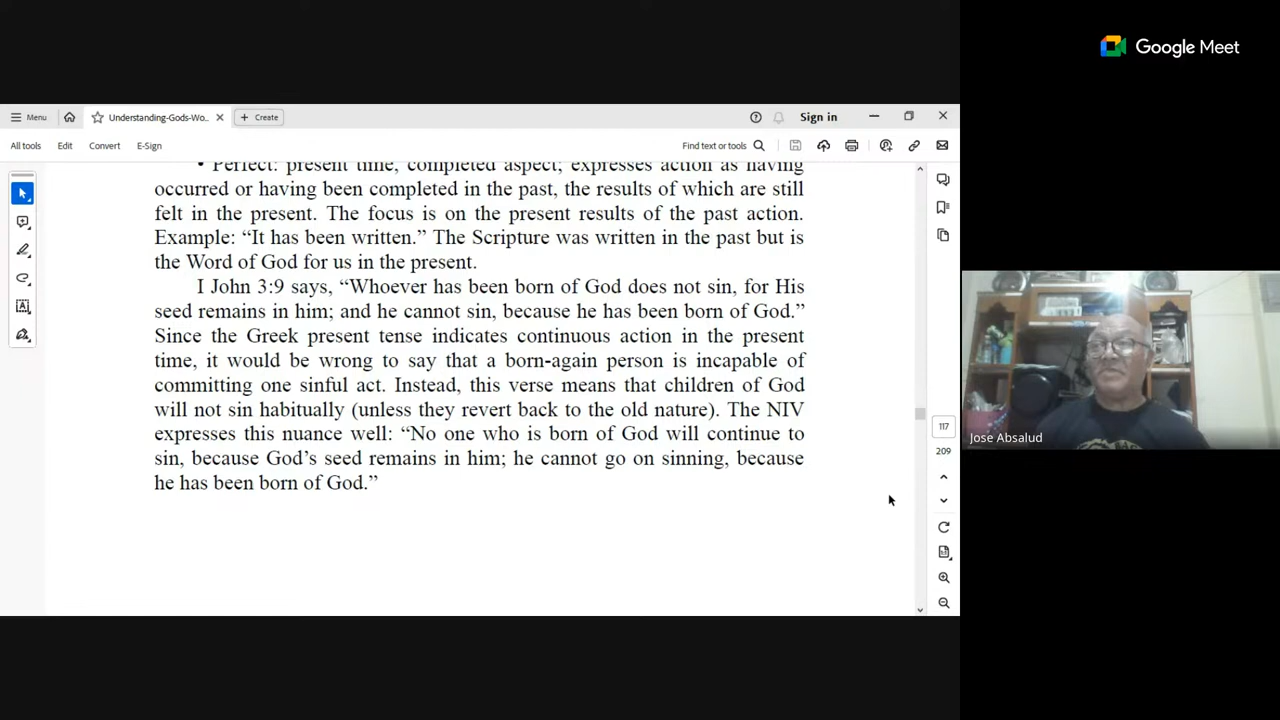 Google Meet
Understanding-Gods-Wo...
Create
Menu
Sign in
All tools
Edit
Convert
E-Sign
Find text or tools
• Perfect: present time, completed aspect; expresses action as having
occurred or having been completed in the past, the results of which are still
felt in the present. The focus is on the present results of the past action.
Example: “It has been written.” The Scripture was written in the past but is
the Word of God for us in the present.
I John 3:9 says, “Whoever has been born of God does not sin, for His
seed remains in him; and he cannot sin, because he has been born of God.”
Since the Greek present tense indicates continuous action in the present
time, it would be wrong to say that a born-again person is incapable of
committing one sinful act. Instead, this verse means that children of God
will not sin habitually (unless they revert back to the old nature). The NIV
expresses this nuance well: “No one who is born of God will continue to
sin, because God’s seed remains in him; he cannot go on sinning, because
he has been born of God.”
117
209
Jose Absalud